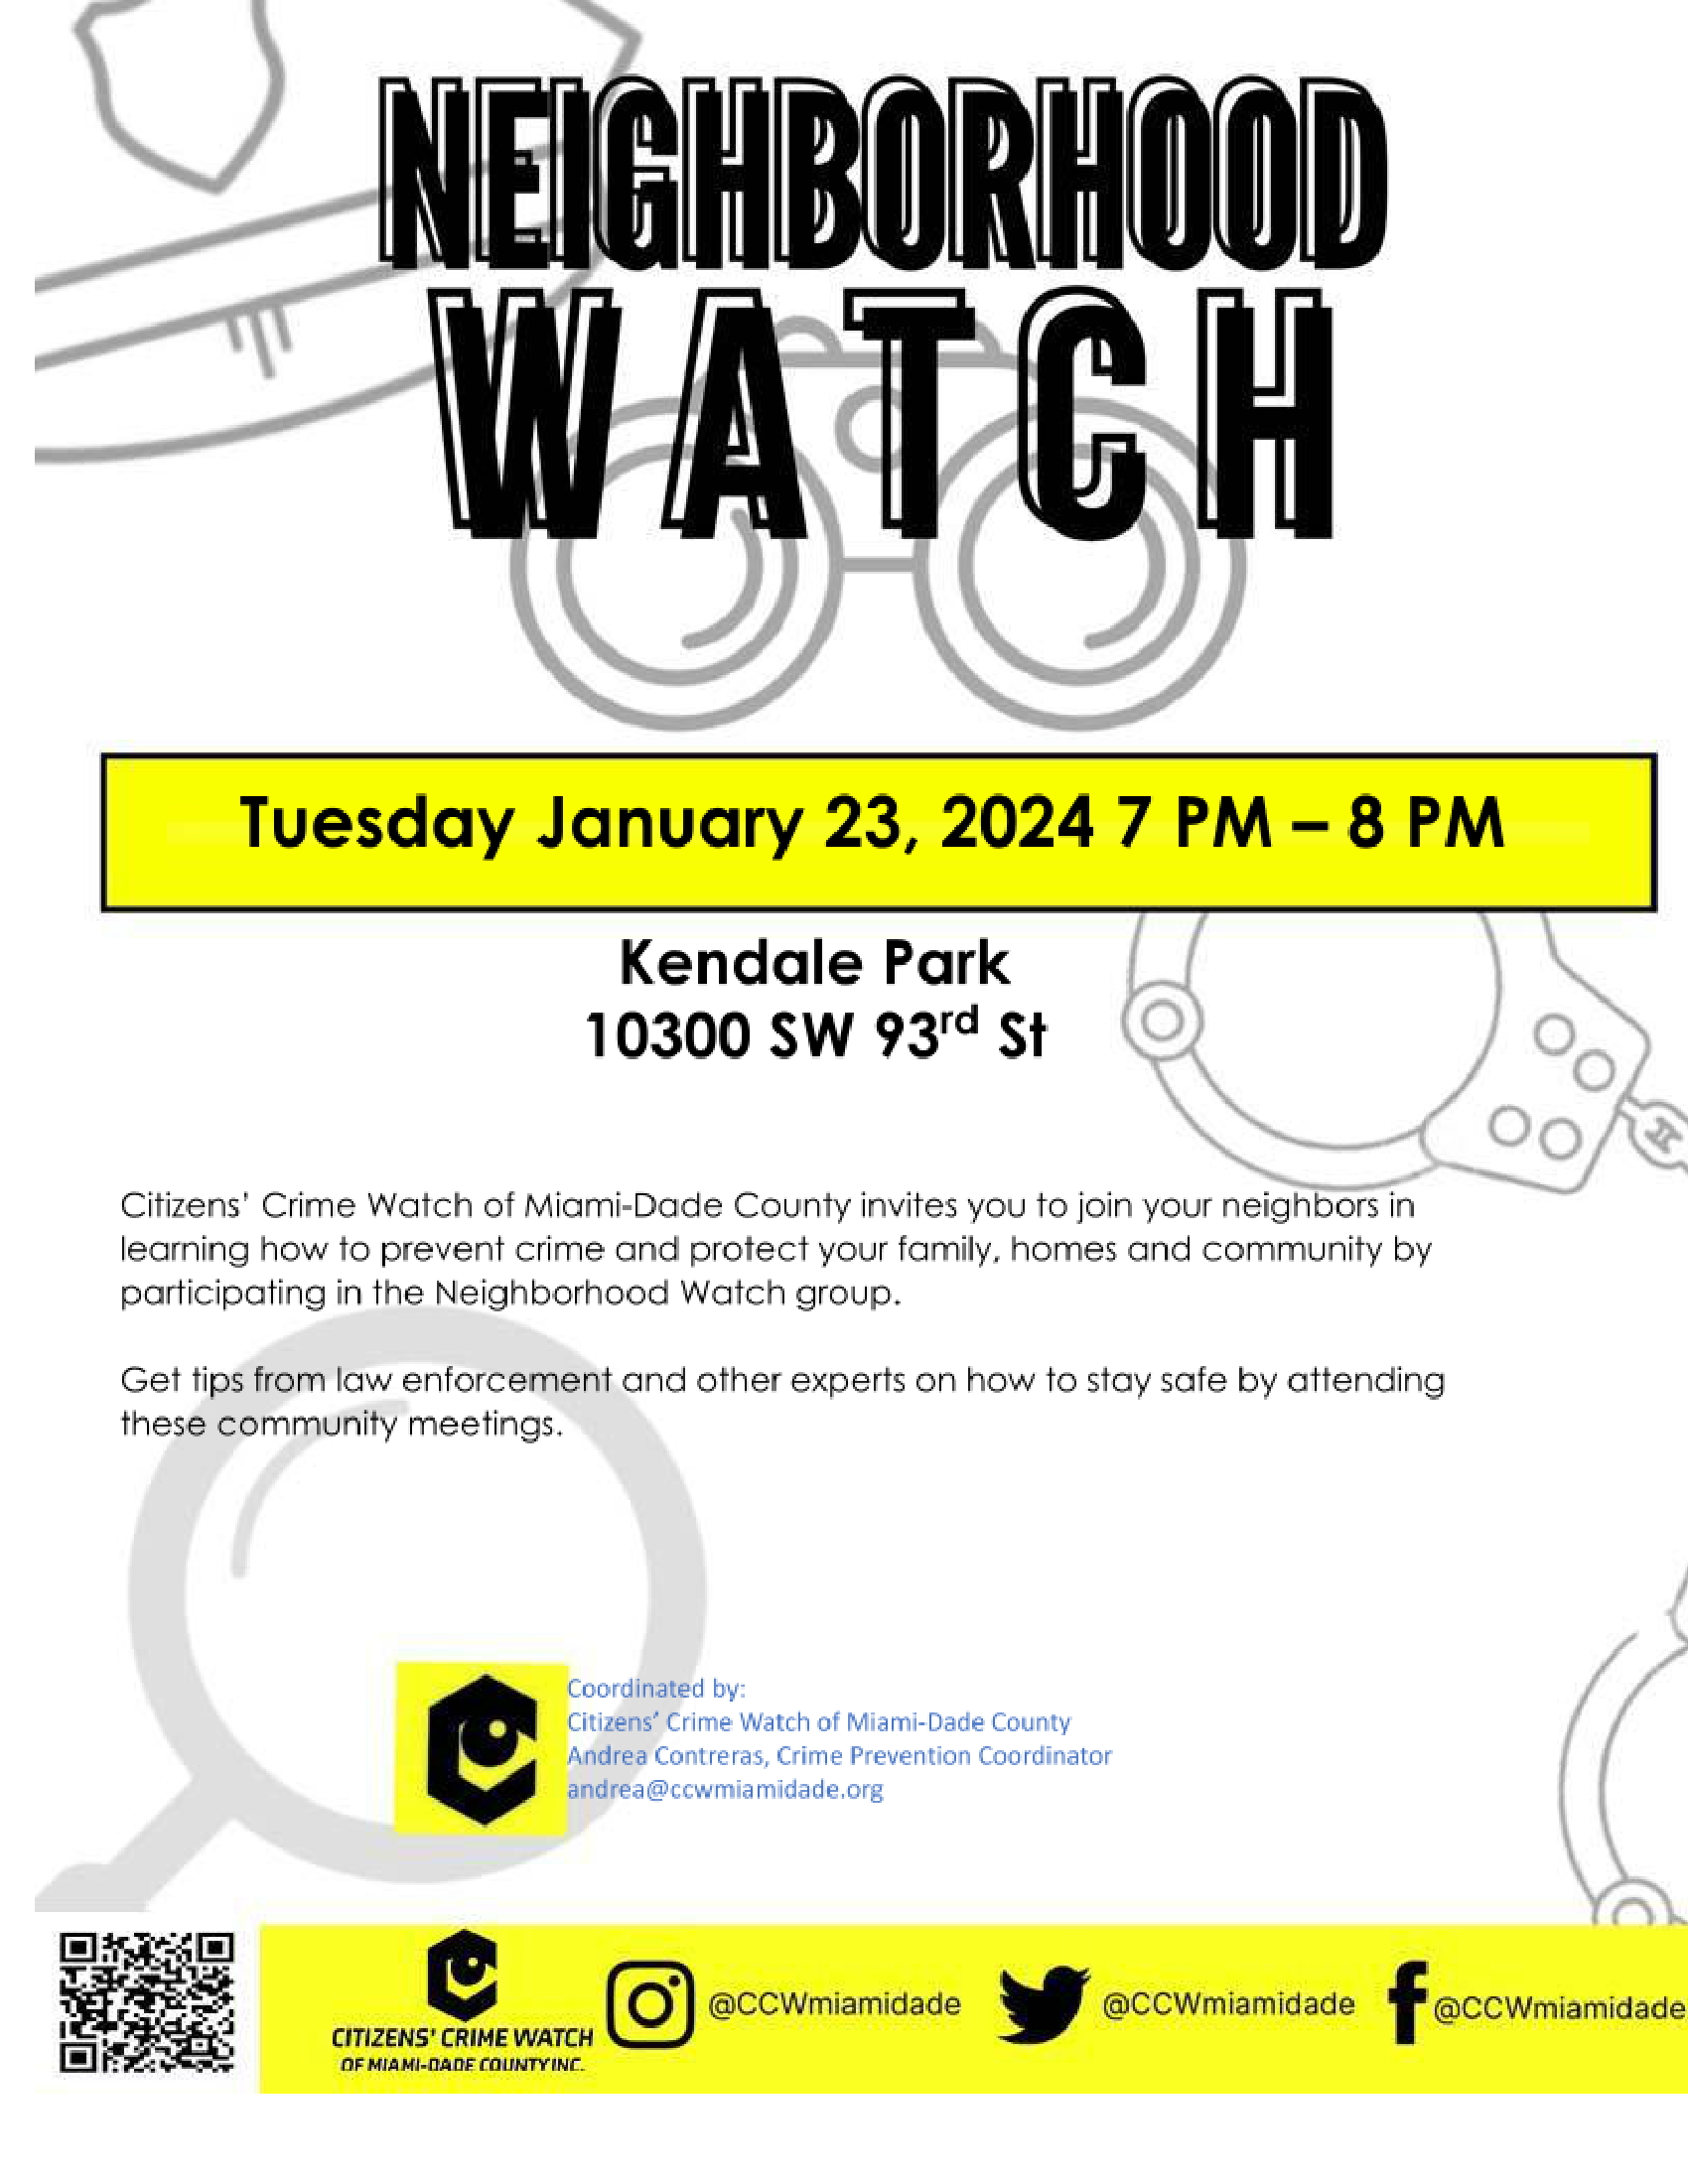 NEIGHBORHOOD
WATCH
Tuesday January 23, 2024 7 PM – 8 PM
Kendale Park
10300 SW 93rd St
Citizens' Crime Watch of Miami-Dade County invites you to join your neighbors in
learning how to prevent crime and protect your family, homes and community by
participating in the Neighborhood Watch group.
Get tips from law enforcement and other experts on how to stay safe by attending
these community meetings.
Coordinated by:
Citizens' Crime Watch of Miami-Dade County
Andrea Contreras, Crime Prevention Coordinator
andrea@ccwmiamidade.org
CITIZENS' CRIME WATCH
OF MIAMI-DADE COUNTY INC.
@CCWmiamidade
@CCWmiamidade
@CCWmiamidade